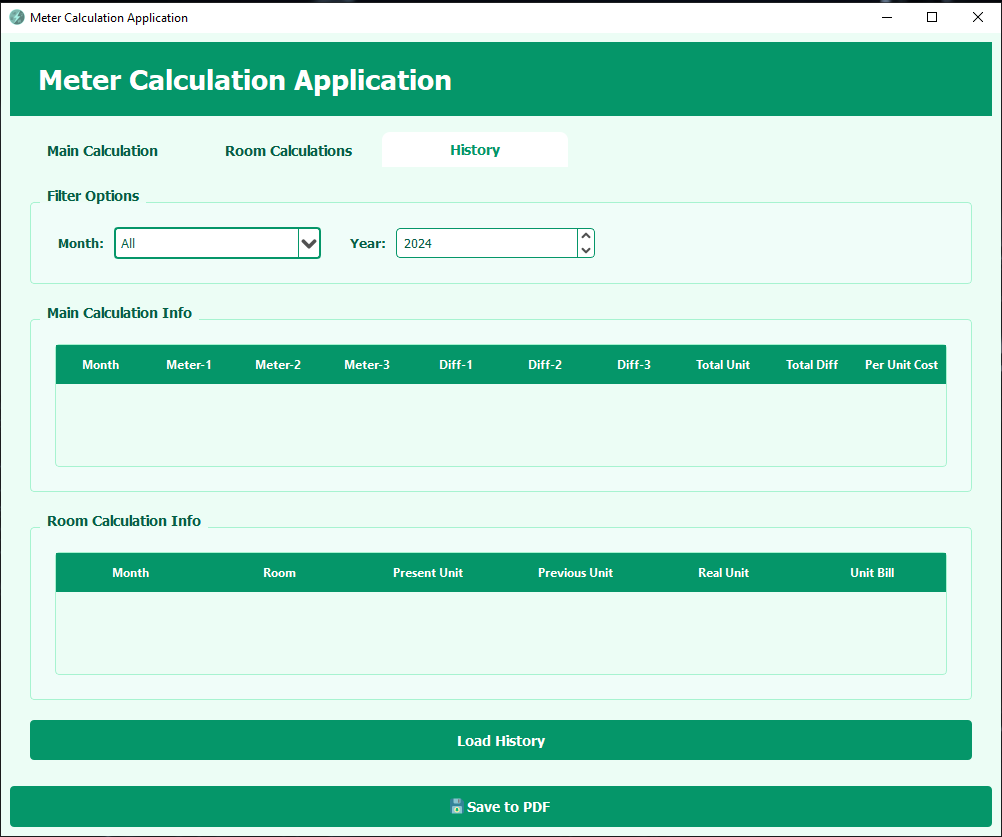 Meter Calculation Application
Meter Calculation Application
Main Calculation Room Calculations History
Filter Options
Month: All Year: 2024
Main Calculation Info
Month Meter-1 Meter-2 Meter-3 Diff-1 Diff-2 Diff-3 Total Unit Total Diff Per Unit Cost
Room Calculation Info
Month Room Present Unit Previous Unit Real Unit Unit Bill
Load History
Save to PDF